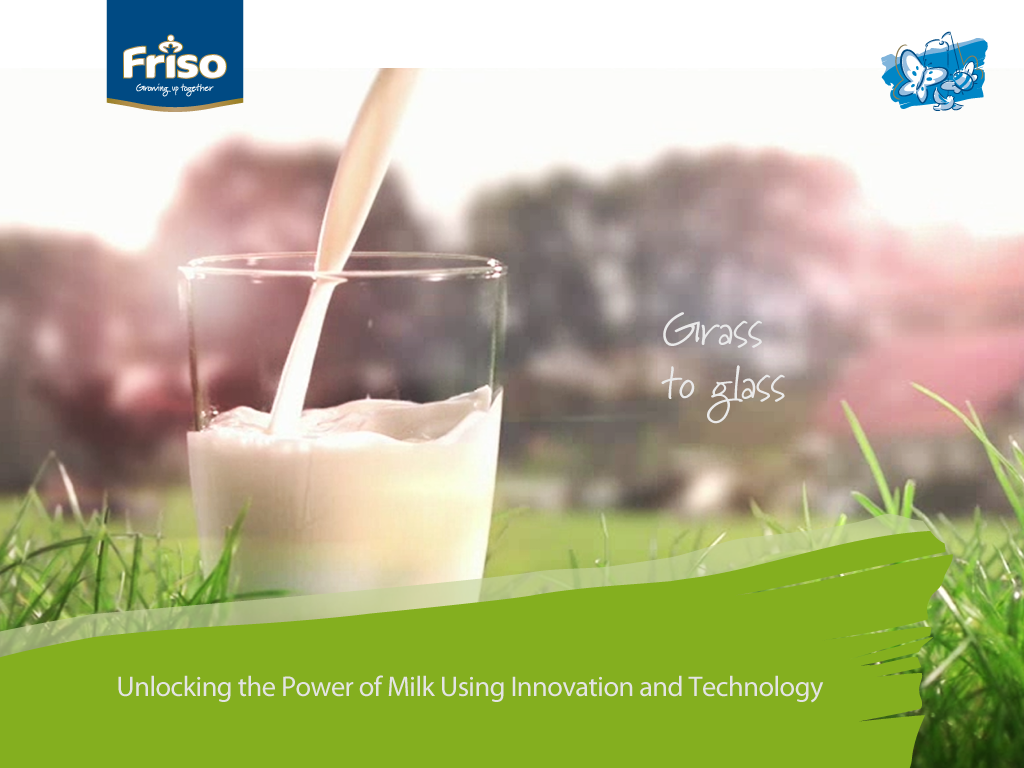 Friso
Growing up together
Grass
to glass
Unlocking the Power of Milk Using Innovation and Technology